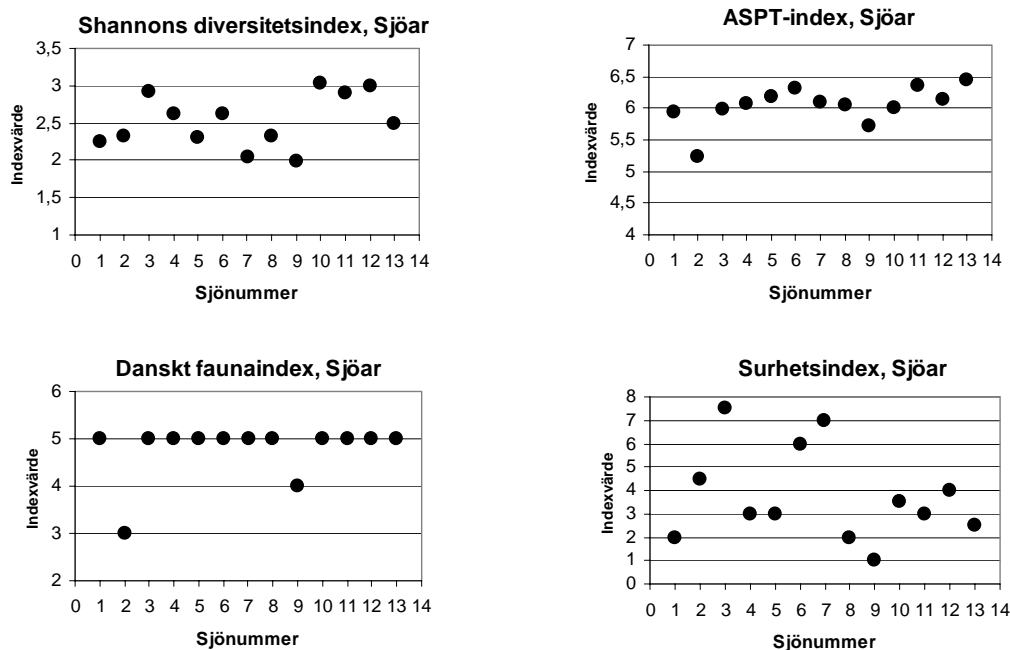 Shannons diversitetsindex, Sjöar
3,5
3
2,5
2
1,5
1
Indexvärde
0 1 2 3 4 5 6 7 8 9 10 11 12 13 14
Sjönummer
ASPT-index, Sjöar
7
6,5
6
5,5
5
4,5
4
Indexvärde
0 1 2 3 4 5 6 7 8 9 10 11 12 13 14
Sjönummer
Danskt faunaindex, Sjöar
6
5
4
3
2
Indexvärde
0 1 2 3 4 5 6 7 8 9 10 11 12 13 14
Sjönummer
Surhetsindex, Sjöar
8
7
6
5
4
3
2
1
0
Indexvärde
0 1 2 3 4 5 6 7 8 9 10 11 12 13 14
Sjönummer